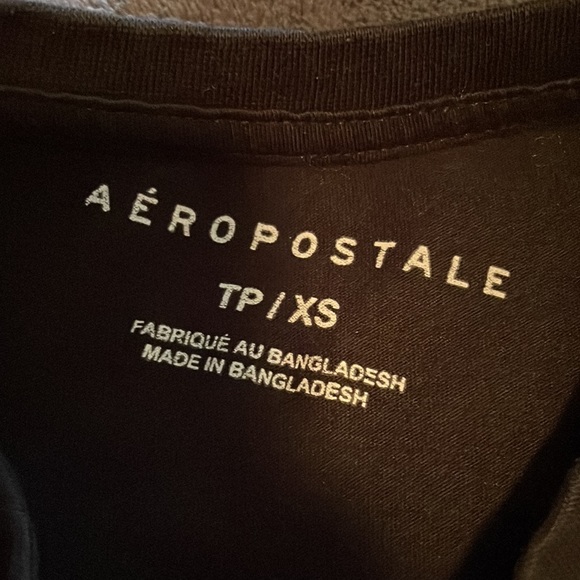 AÉROPOSTALE
TP / XS
FABRIQUÉ AU BANGLADESH
MADE IN BANGLADESH